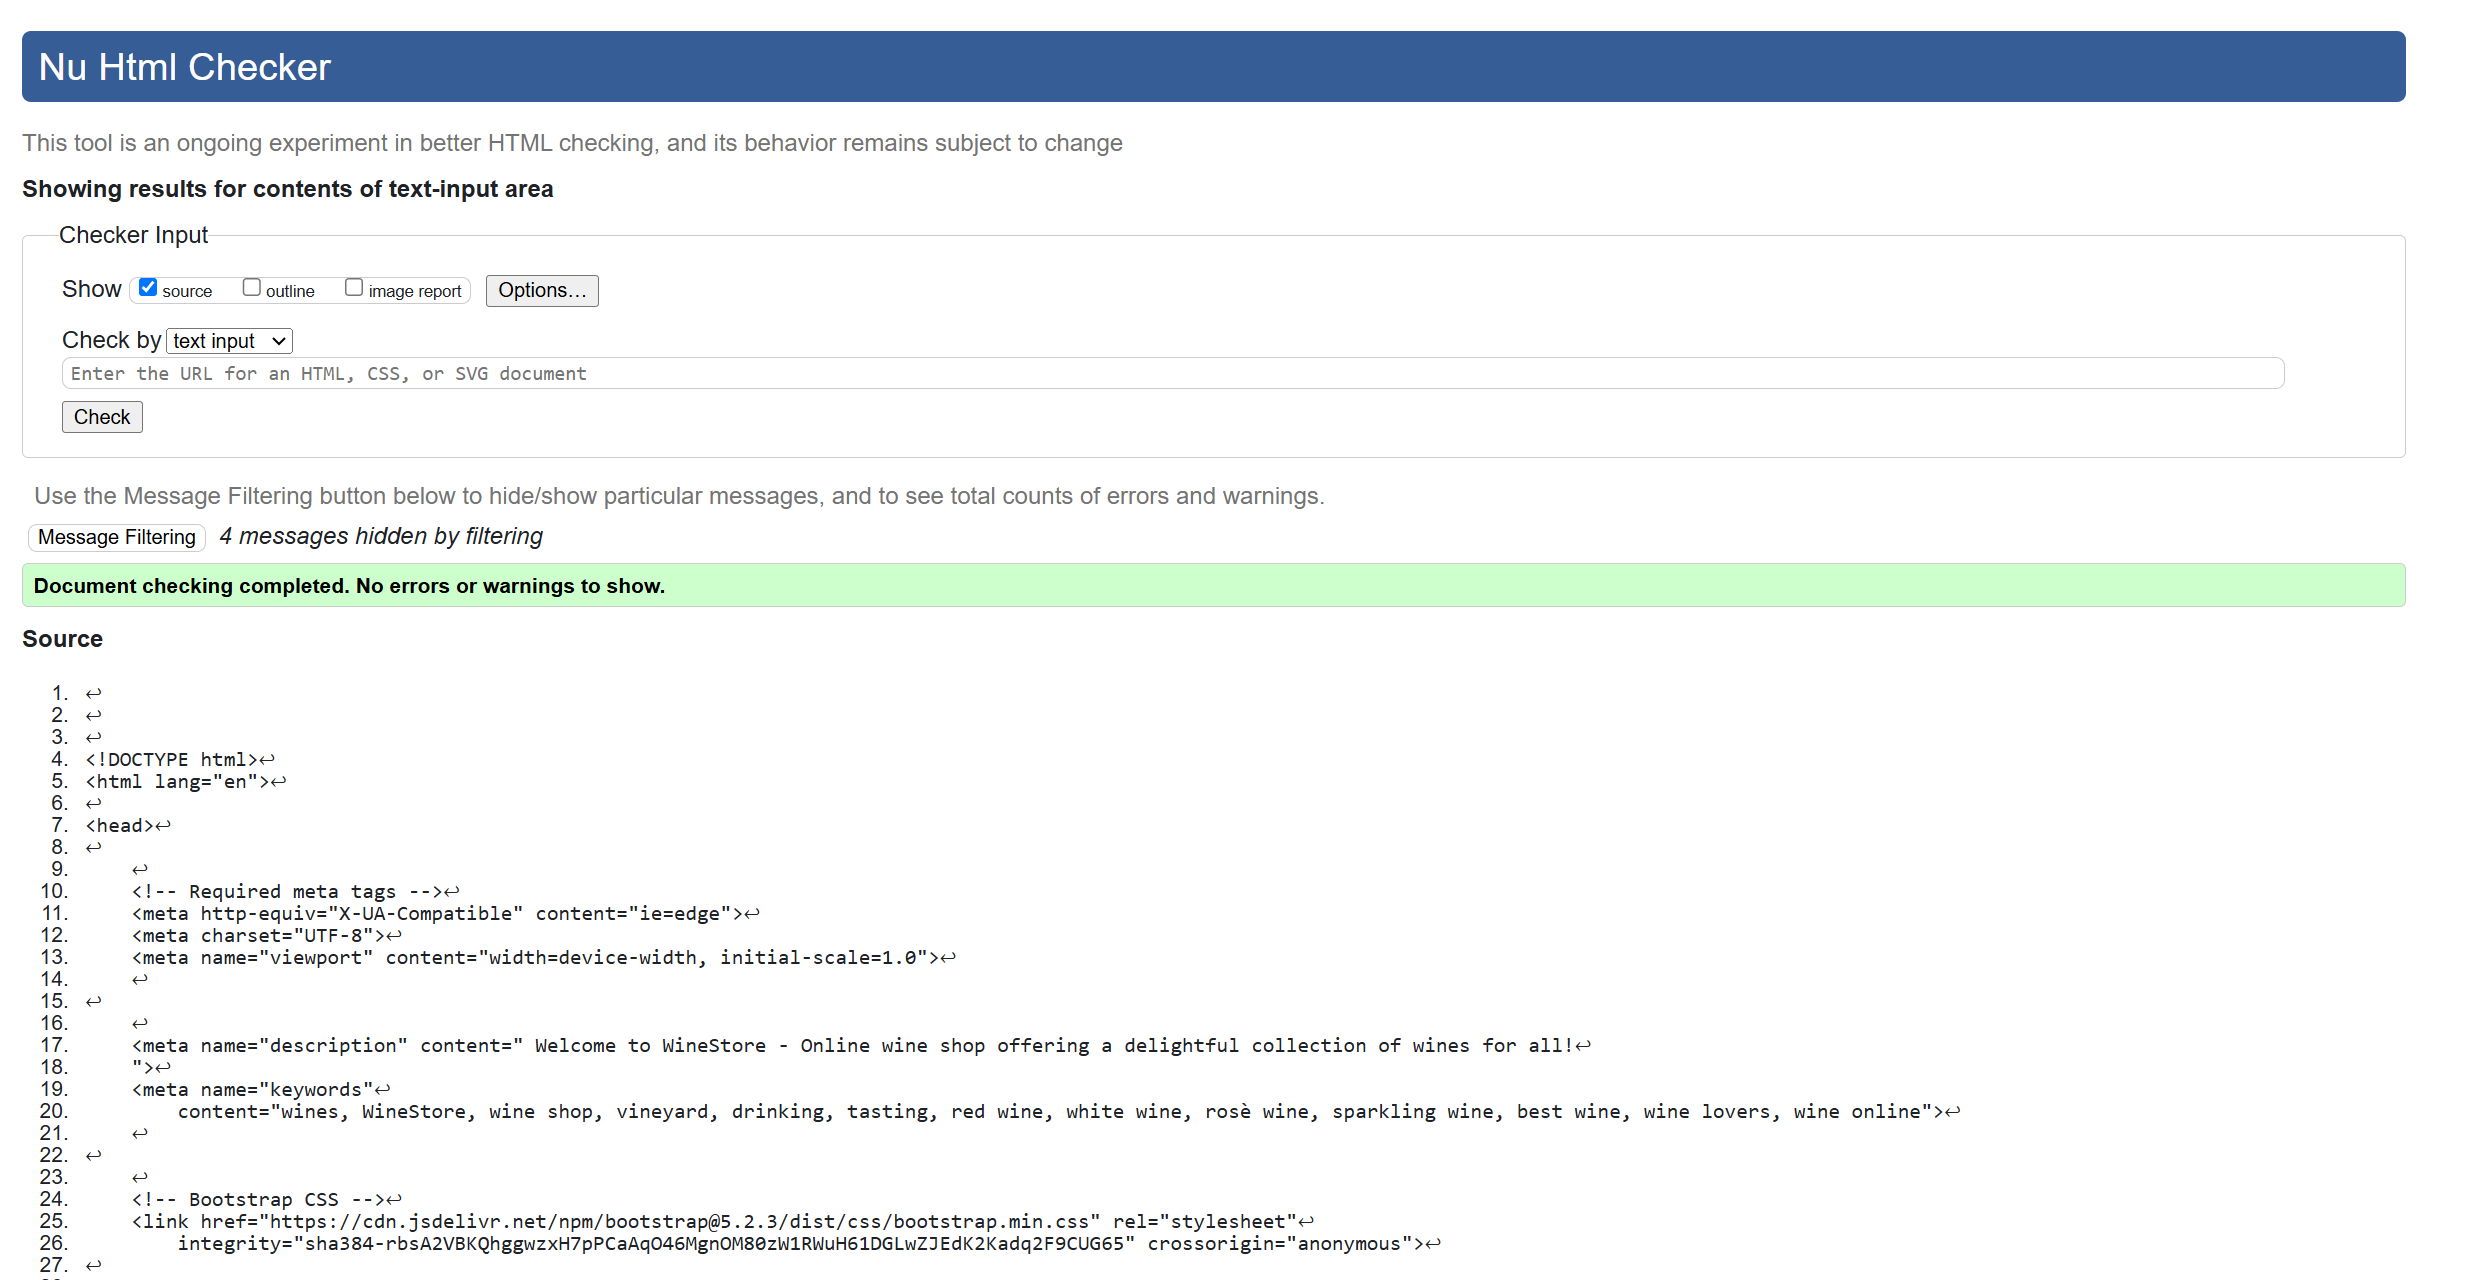 Nu Html Checker
This tool is an ongoing experiment in better HTML checking, and its behavior remains subject to change
Showing results for contents of text-input area
Checker Input
Show source outline image report Options...
Check by text input
Enter the URL for an HTML, CSS, or SVG document
Check
Use the Message Filtering button below to hide/show particular messages, and to see total counts of errors and warnings.
Message Filtering 4 messages hidden by filtering
Document checking completed. No errors or warnings to show.
Source
1. ↩
2. ↩
3. ↩
4. <!DOCTYPE html>↩
5. <html lang="en">↩
6. ↩
7. <head>↩
8. ↩
9. ↩
10. <!-- Required meta tags -->↩
11. <meta http-equiv="X-UA-Compatible" content="ie=edge">↩
12. <meta charset="UTF-8">↩
13. <meta name="viewport" content="width=device-width, initial-scale=1.0">↩
14. ↩
15. ↩
16. ↩
17. <meta name="description" content=" Welcome to WineStore - Online wine shop offering a delightful collection of wines for all!↩
18. ">↩
19. <meta name="keywords"↩
20. content="wines, WineStore, wine shop, vineyard, drinking, tasting, red wine, white wine, rosè wine, sparkling wine, best wine, wine lovers, wine online">↩
21. ↩
22. ↩
23. ↩
24. <!-- Bootstrap CSS -->↩
25. <link href="https://cdn.jsdelivr.net/npm/bootstrap@5.2.3/dist/css/bootstrap.min.css" rel="stylesheet"↩
26. integrity="sha384-rbsA2VBKQhggwzxH7pPCaAqO46MgnOM80zW1RWuH61DGLwZJEdK2Kadq2F9CUG65" crossorigin="anonymous">↩
27. ↩